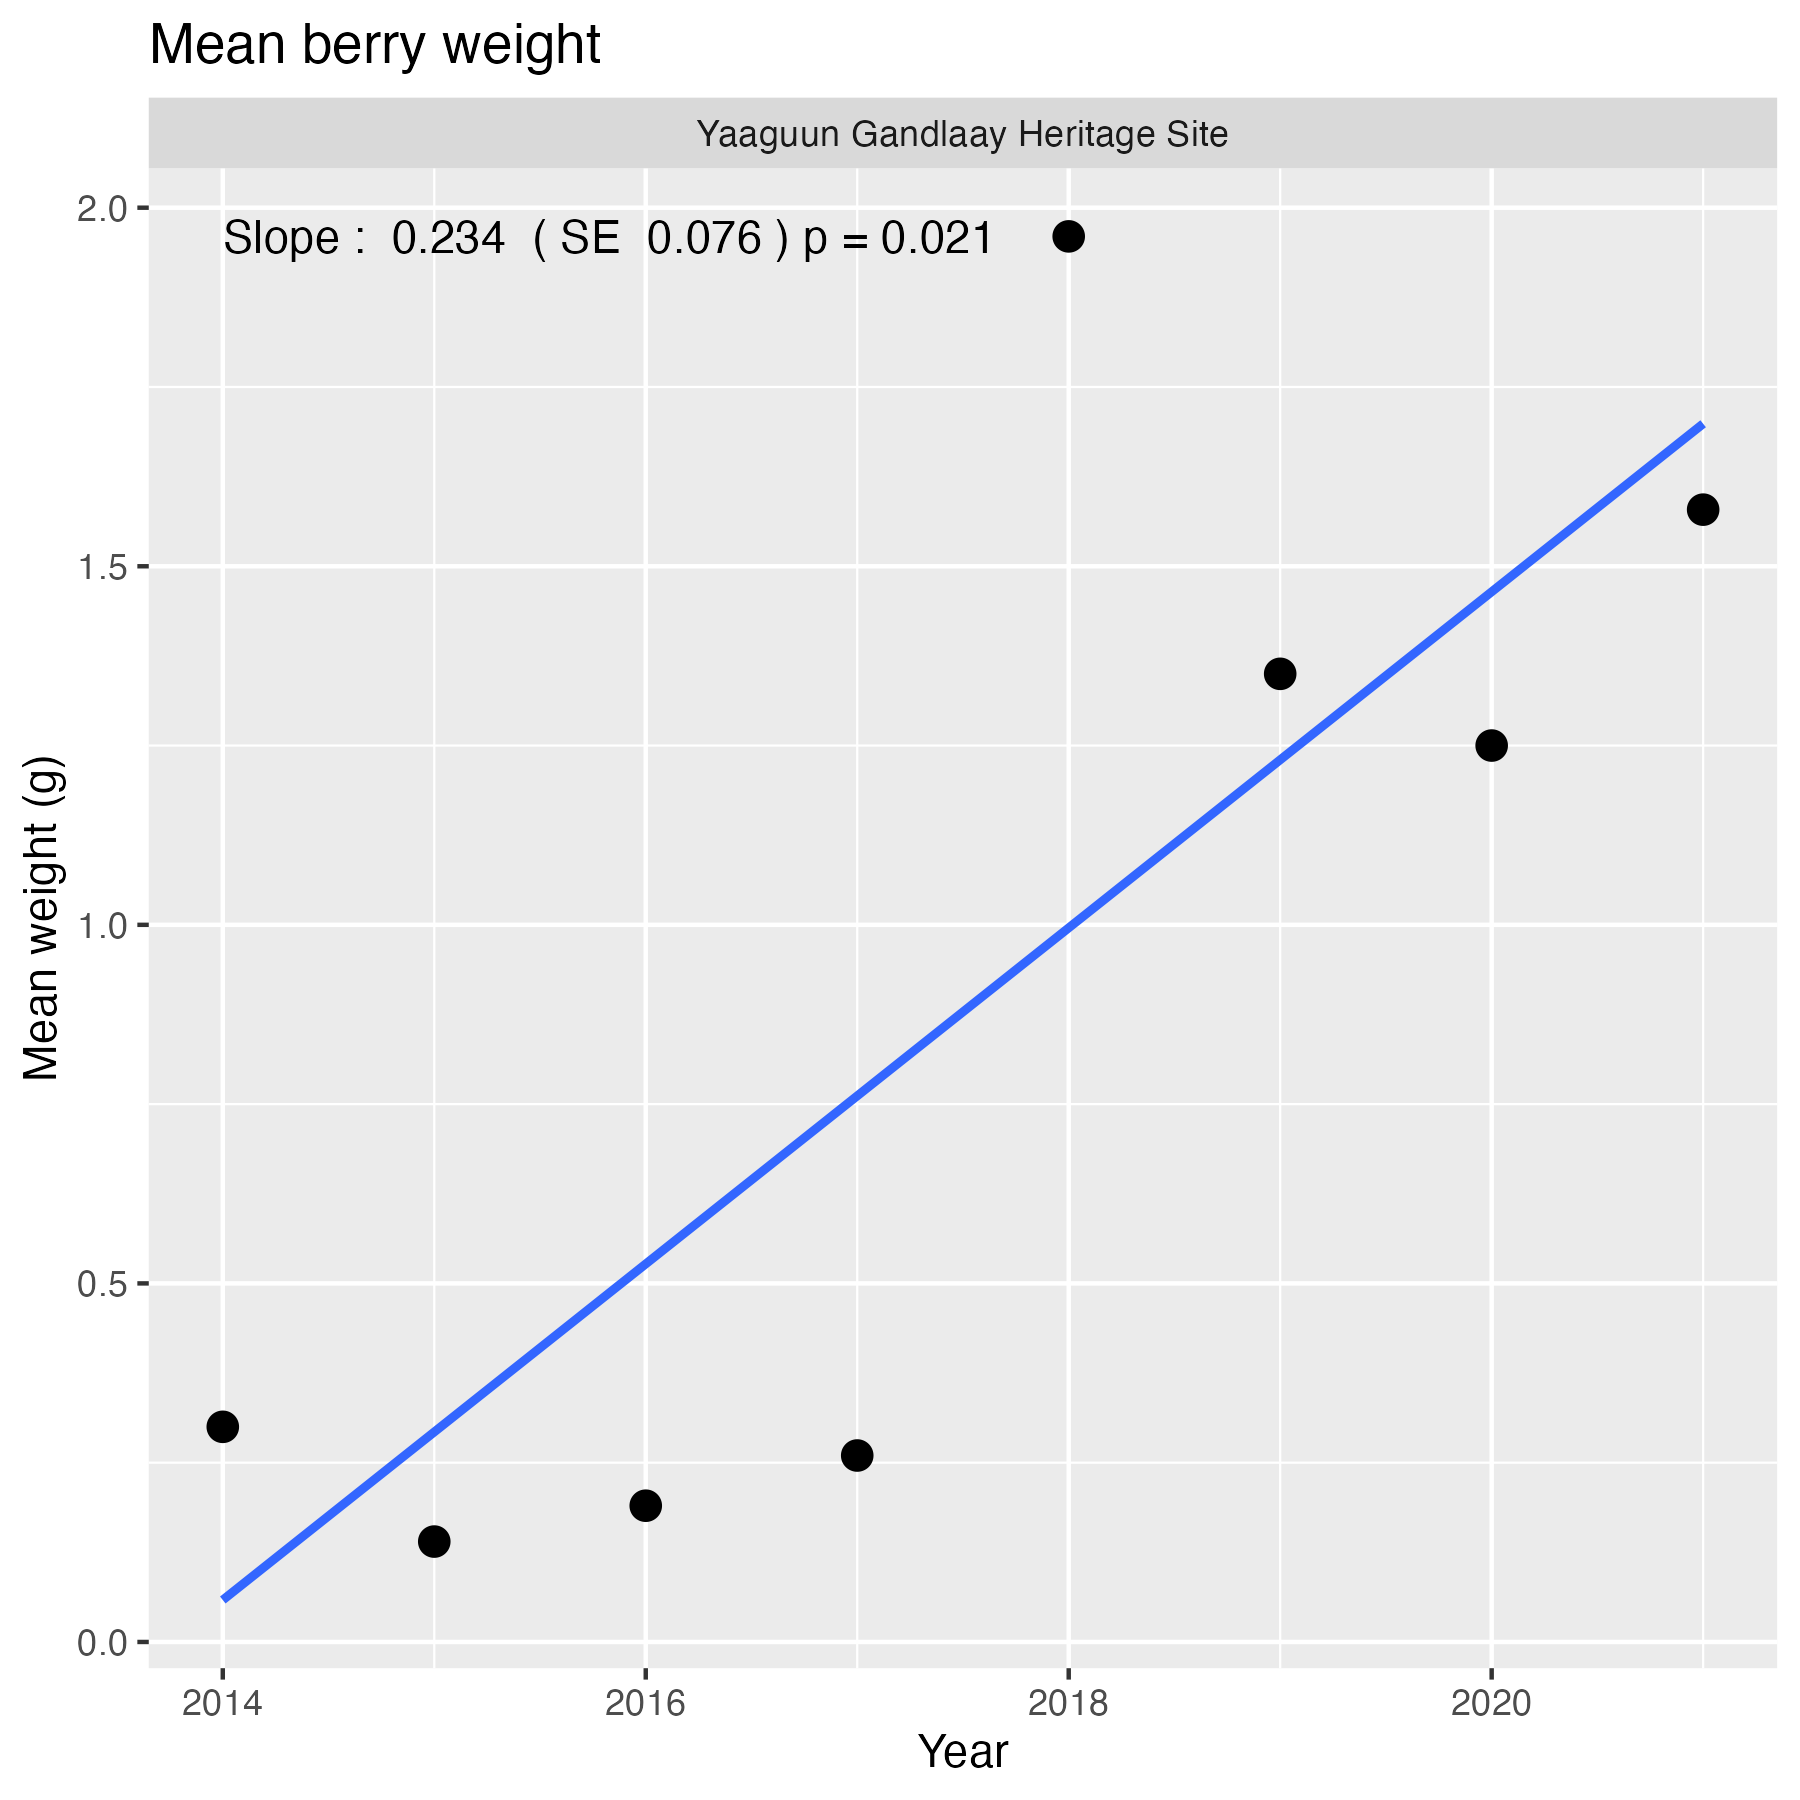 Mean berry weight
Yaaguun Gandlaay Heritage Site
2.0
Slope :  0.234  ( SE  0.076 ) p = 0.021
1.5
1.0
0.5
0.0
Mean weight (g)
2014 2016 2018 2020
Year